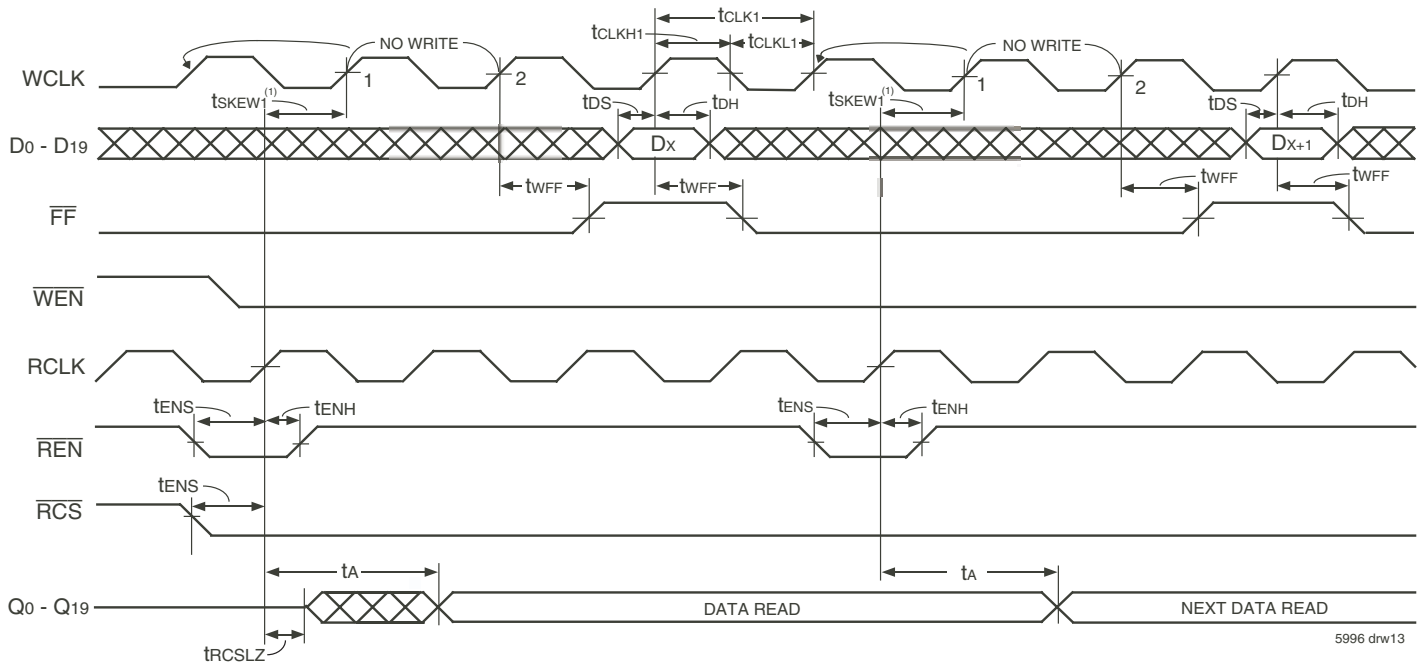 tCLK1
tCLKH1
tCLKL1
NO WRITE
NO WRITE
WCLK
1
2
1
2
tSKEW1(1)
tDS
tDH
tSKEW1(1)
tDS
tDH
D0 - D19
DX
DX+1
tWFF
tWFF
tWFF
tWFF
FF
WEN
RCLK
tENS
tENH
tENS
tENH
REN
tENS
RCS
tA
tA
Q0 - Q19
DATA READ
NEXT DATA READ
tRCSLZ
5996 drw13